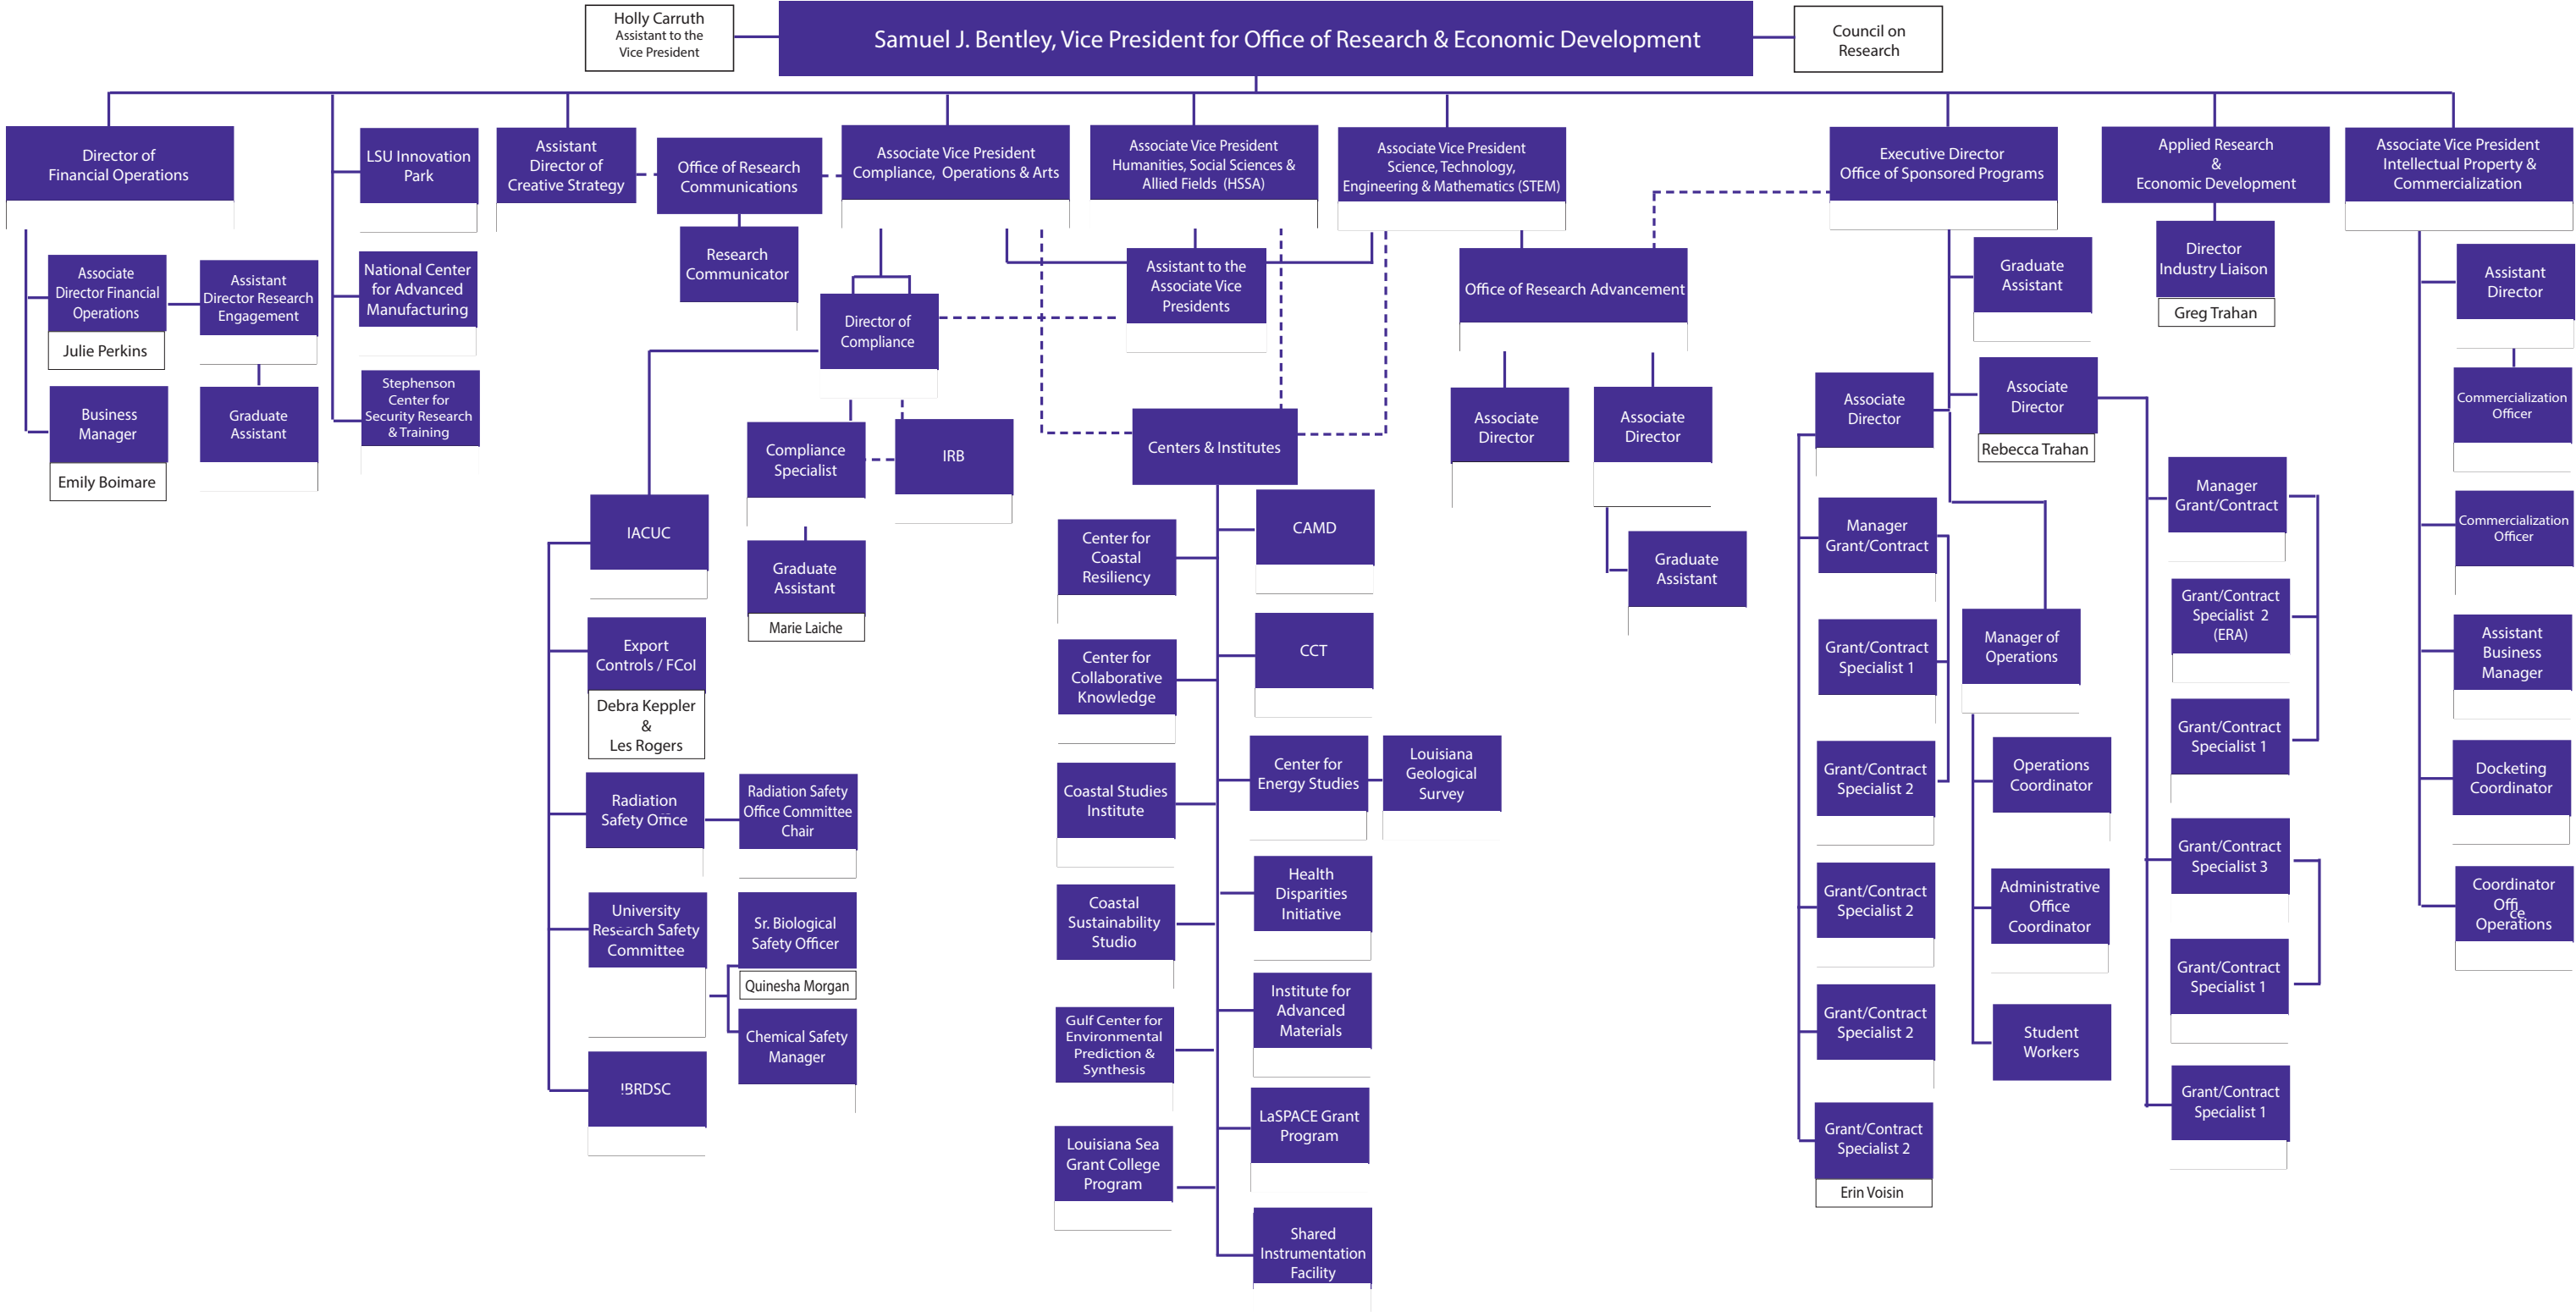 Holly Carruth
Assistant to the
Vice President
Samuel J. Bentley, Vice President for Office of Research & Economic Development
Council on
Research
Director of
Financial Operations
Associate
Director Financial
Operations
Julie Perkins
Assistant
Director Research
Engagement
Business
Manager
Emily Boimare
Graduate
Assistant
LSU Innovation
Park
National Center
for Advanced
Manufacturing
Stephenson
Center for
Security Research
& Training
Assistant
Director of
Creative Strategy
Office of Research
Communications
Research
Communicator
Associate Vice President
Compliance, Operations & Arts
Associate Vice President
Humanities, Social Sciences &
Allied Fields (HSSA)
Associate Vice President
Science, Technology,
Engineering & Mathematics (STEM)
Assistant to the
Associate Vice
Presidents
Director of
Compliance
Compliance
Specialist
IRB
Graduate
Assistant
Marie Laiche
IACUC
Export
Controls / FCoI
Debra Keppler
&
Les Rogers
Radiation
Safety Office
Radiation Safety
Office Committee
Chair
University
Research Safety
Committee
Sr. Biological
Safety Officer
Quinesha Morgan
Chemical Safety
Manager
IBRDSC
Centers & Institutes
Center for
Coastal
Resiliency
CAMD
Center for
Collaborative
Knowledge
CCT
Coastal Studies
Institute
Center for
Energy Studies
Louisiana
Geological
Survey
Coastal
Sustainability
Studio
Health
Disparities
Initiative
Gulf Center for
Environmental
Prediction &
Synthesis
Institute for
Advanced
Materials
Louisiana Sea
Grant College
Program
LaSPACE Grant
Program
Shared
Instrumentation
Facility
Office of Research Advancement
Associate
Director
Associate
Director
Graduate
Assistant
Executive Director
Office of Sponsored Programs
Graduate
Assistant
Associate
Director
Associate
Director
Rebecca Trahan
Manager
Grant/Contract
Grant/Contract
Specialist 1
Grant/Contract
Specialist 2
Grant/Contract
Specialist 2
Grant/Contract
Specialist 2
Grant/Contract
Specialist 2
Erin Voisin
Manager of
Operations
Operations
Coordinator
Administrative
Office
Coordinator
Student
Workers
Manager
Grant/Contract
Grant/Contract
Specialist 2
(ERA)
Grant/Contract
Specialist 1
Grant/Contract
Specialist 3
Grant/Contract
Specialist 1
Grant/Contract
Specialist 1
Applied Research
&
Economic Development
Director
Industry Liaison
Greg Trahan
Associate Vice President
Intellectual Property &
Commercialization
Assistant
Director
Commercialization
Officer
Commercialization
Officer
Assistant
Business
Manager
Docketing
Coordinator
Coordinator
Office
Operations